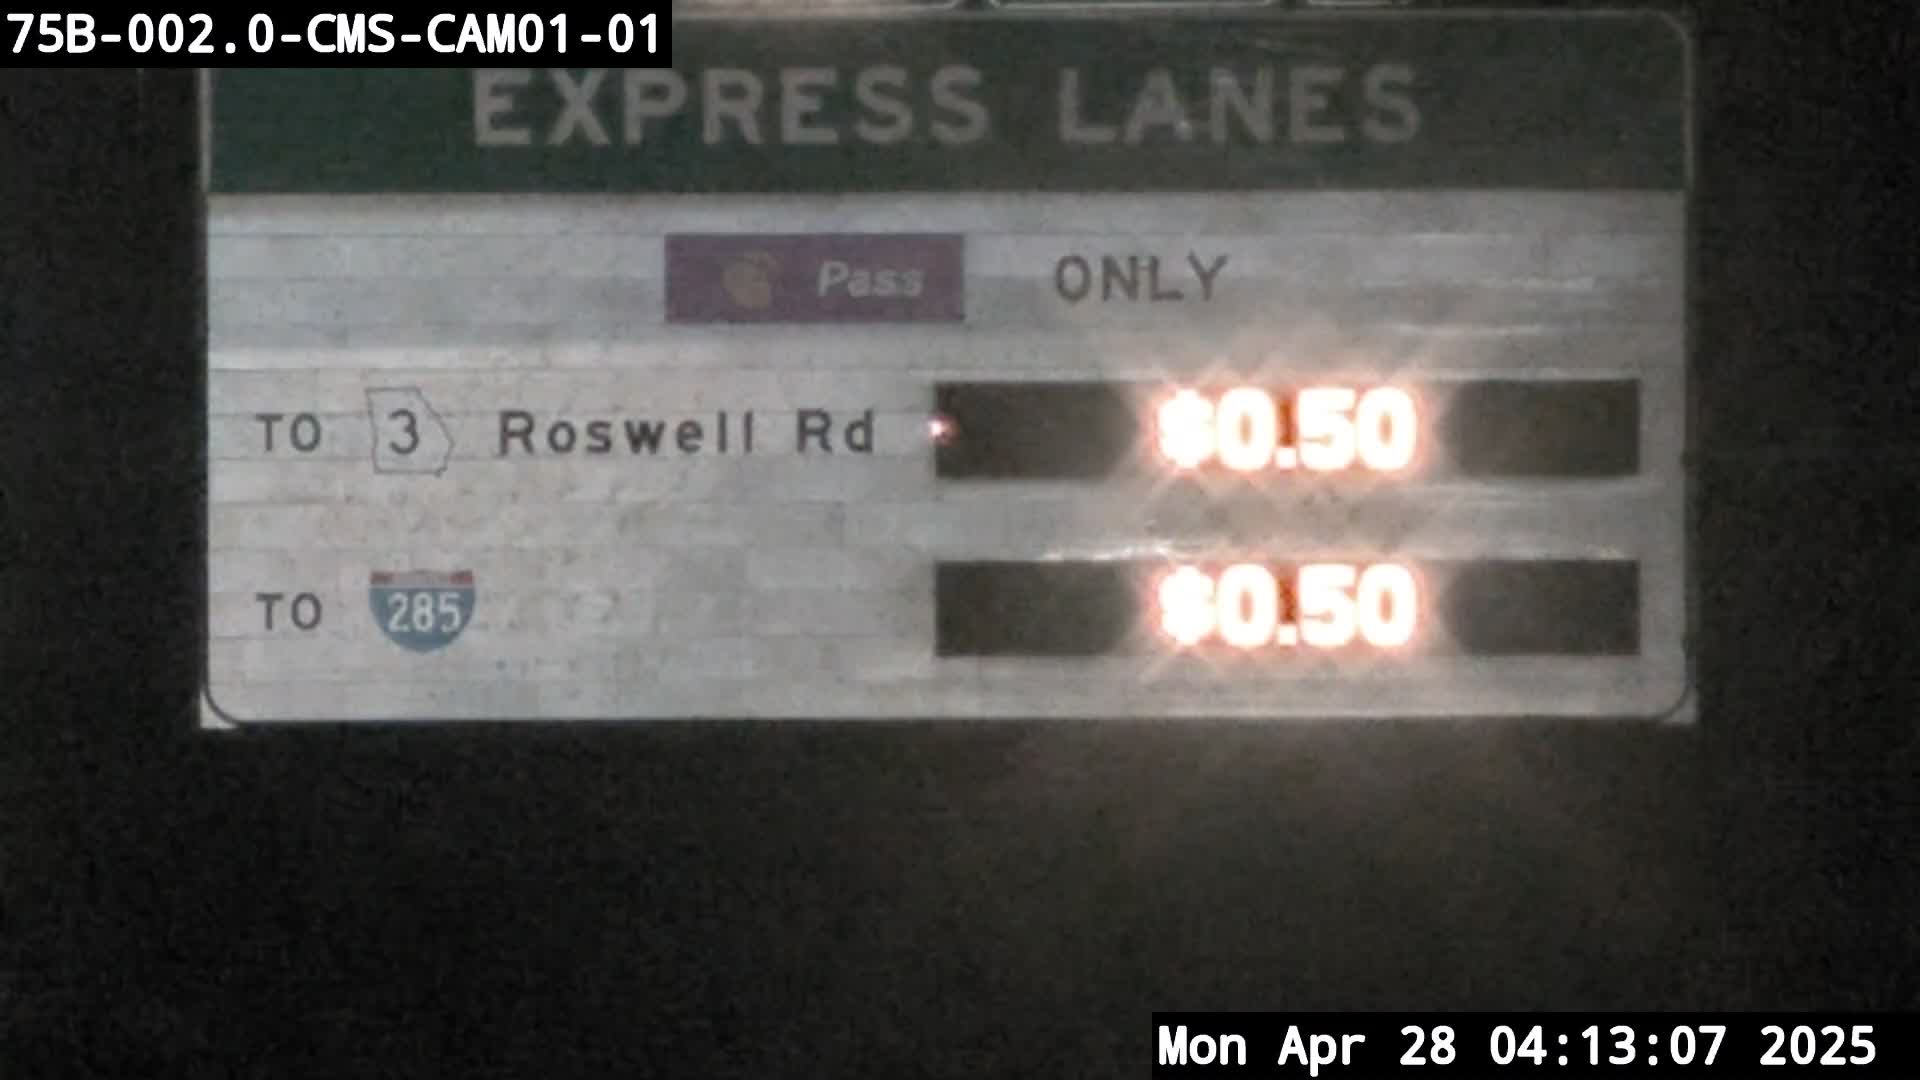 75B-002.0-CMS-CAM01-01
EXPRESS LANES
Pass ONLY
TO 3 Roswell Rd $0.50
TO 285 $0.50
Mon Apr 28 04:13:07 2025